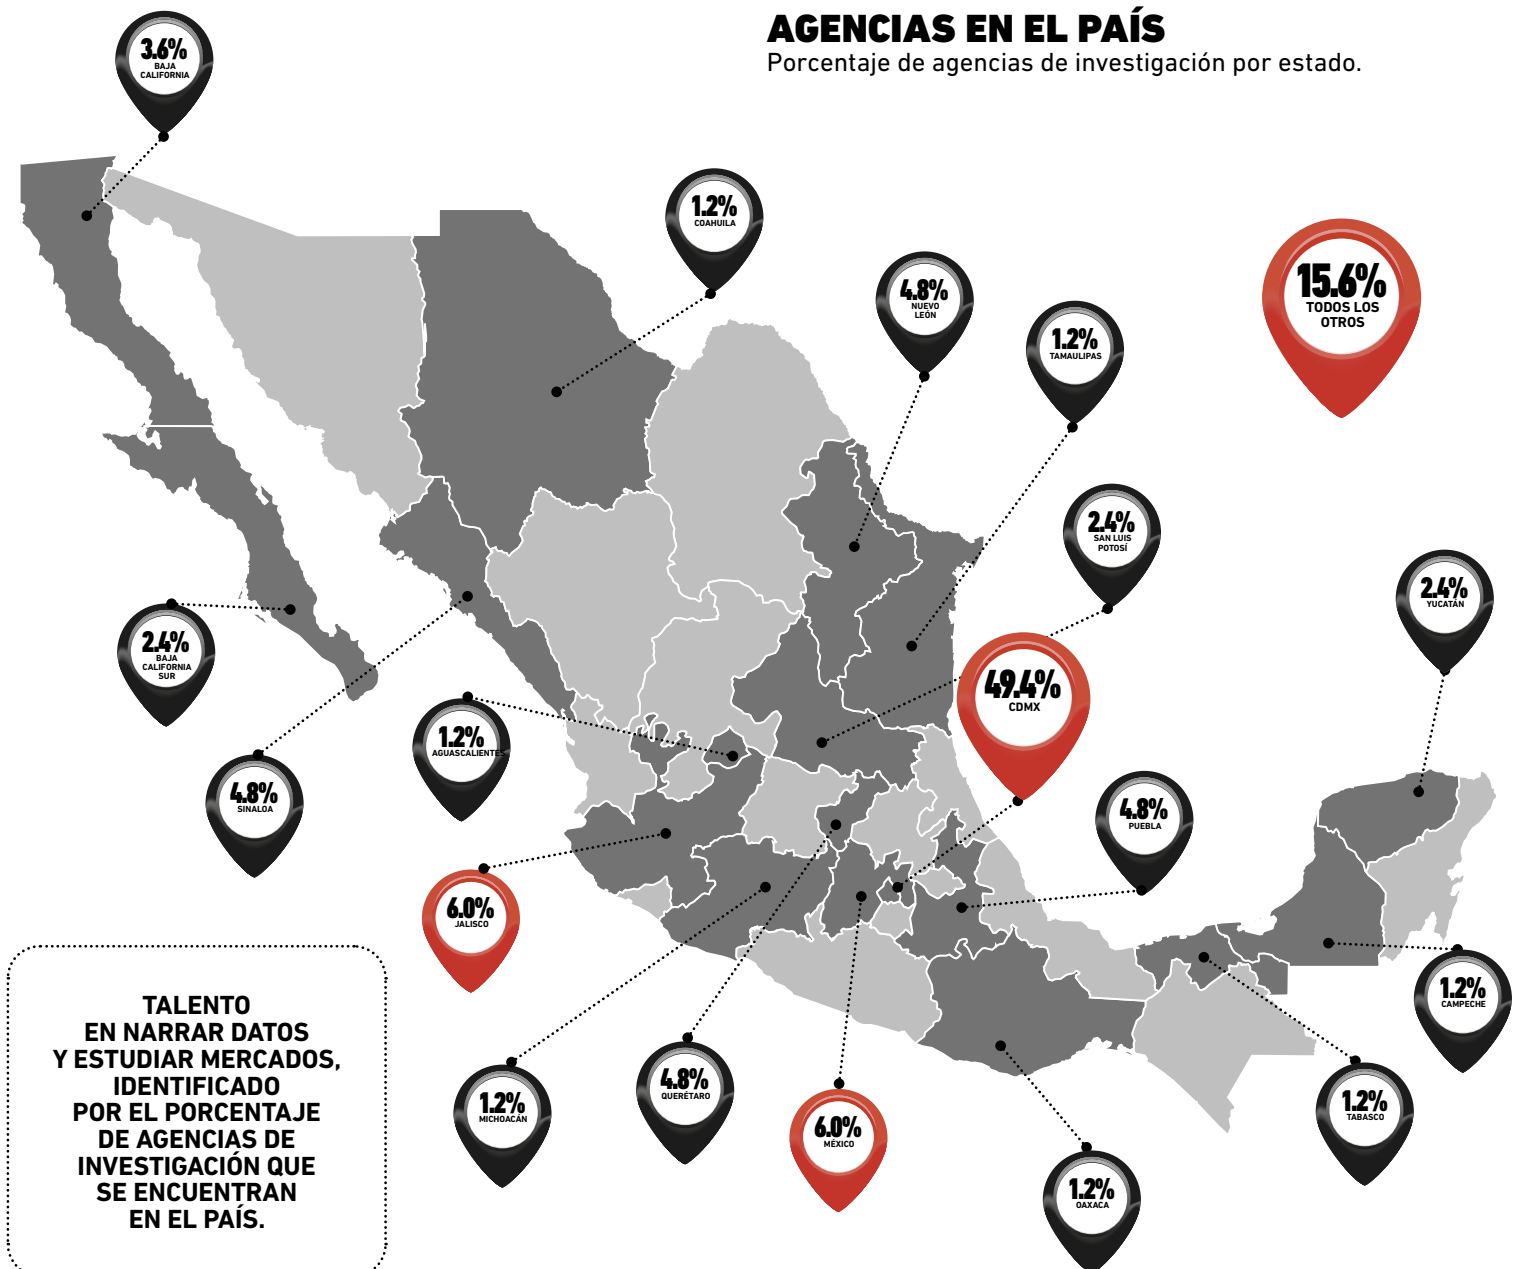 AGENCIAS EN EL PAÍS
Porcentaje de agencias de investigación por estado.
3.6%
BAJA
CALIFORNIA
1.2%
COAHUILA
4.8%
NUEVO
LEÓN
1.2%
TAMAULIPAS
15.6%
TODOS LOS
OTROS
2.4%
SAN LUIS
POTOSÍ
2.4%
YUCATÁN
2.4%
BAJA
CALIFORNIA
SUR
49.4%
CDMX
1.2%
AGUASCALIENTES
4.8%
SINALOA
4.8%
PUEBLA
6.0%
JALISCO
1.2%
CAMPECHE
4.8%
QUERÉTARO
1.2%
MICHOACÁN
6.0%
MÉXICO
1.2%
TABASCO
1.2%
OAXACA
TALENTO
EN NARRAR DATOS
Y ESTUDIAR MERCADOS,
IDENTIFICADO
POR EL PORCENTAJE
DE AGENCIAS DE
INVESTIGACIÓN QUE
SE ENCUENTRAN
EN EL PAÍS.